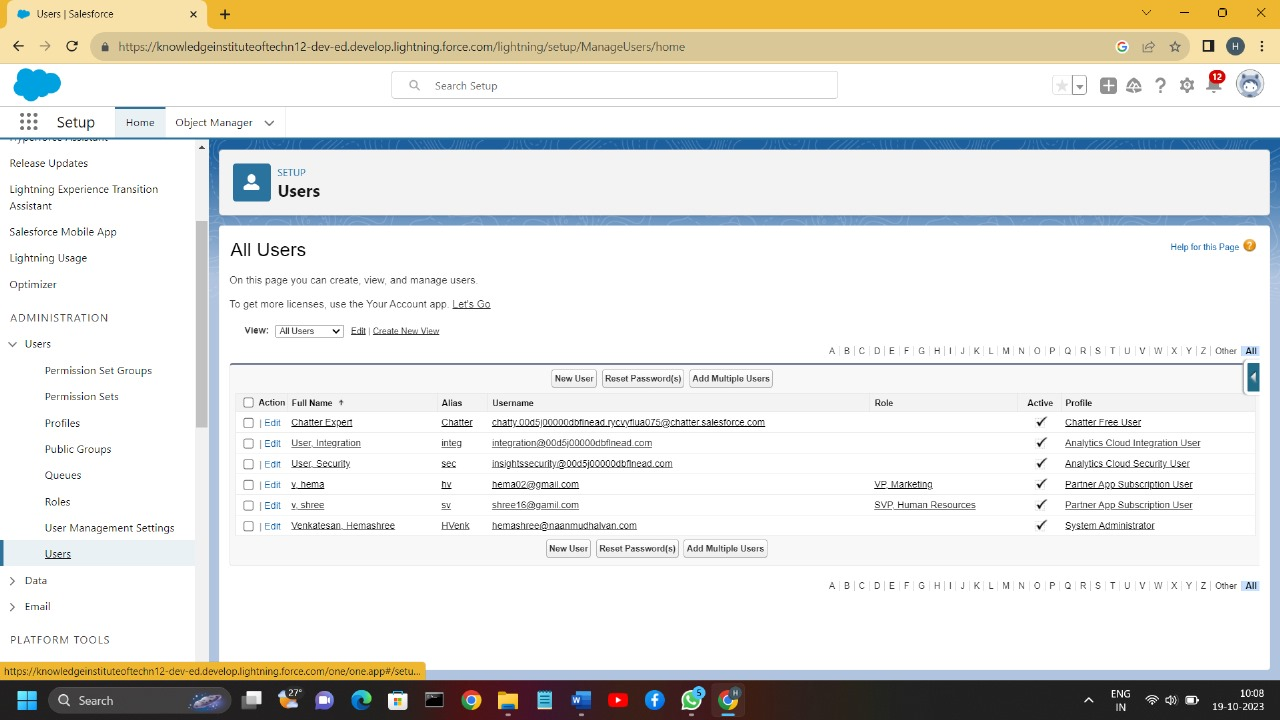 Users | Salesforce
https://knowledgeinstituteoftechn12-dev-ed.develop.lightning.force.com/lightning/setup/ManageUsers/home
H
Search Setup
12
Setup
Home
Object Manager
Release Updates
Lightning Experience Transition
Assistant
Salesforce Mobile App
Lightning Usage
Optimizer
ADMINISTRATION
Users
Permission Set Groups
Permission Sets
Profiles
Public Groups
Queues
Roles
User Management Settings
Users
Data
Email
PLATFORM TOOLS
SETUP
Users
All Users
Help for this Page
On this page you can create, view, and manage users.
To get more licenses, use the Your Account app. Let's Go
View: All Users Edit | Create New View
A | B | C | D | E | F | G | H | I | J | K | L | M | N | O | P | Q | R | S | T | U | V | W | X | Y | Z | Other | All
New User Reset Password(s) Add Multiple Users
Action Full Name ↑ Alias Username Role Active Profile
| Edit Chatter Expert Chatter chatty.00d5j00000dbflnead.rycvyflua075@chatter.salesforce.com ✓ Chatter Free User
| Edit User, Integration integ integration@00d5j00000dbflnead.com ✓ Analytics Cloud Integration User
| Edit User, Security sec insightssecurity@00d5j00000dbflnead.com ✓ Analytics Cloud Security User
| Edit v, hema hv hema02@gmail.com VP, Marketing ✓ Partner App Subscription User
| Edit v, shree sv shree16@gamil.com SVP, Human Resources ✓ Partner App Subscription User
| Edit Venkatesan, Hemashree HVenk hemashree@naanmudhalvan.com ✓ System Administrator
New User Reset Password(s) Add Multiple Users
A | B | C | D | E | F | G | H | I | J | K | L | M | N | O | P | Q | R | S | T | U | V | W | X | Y | Z | Other | All
https://knowledgeinstituteoftechn12-dev-ed.develop.lightning.force.com/one/one.app#/setu...
Search
27°
5
ENG
IN
10:08
19-10-2023